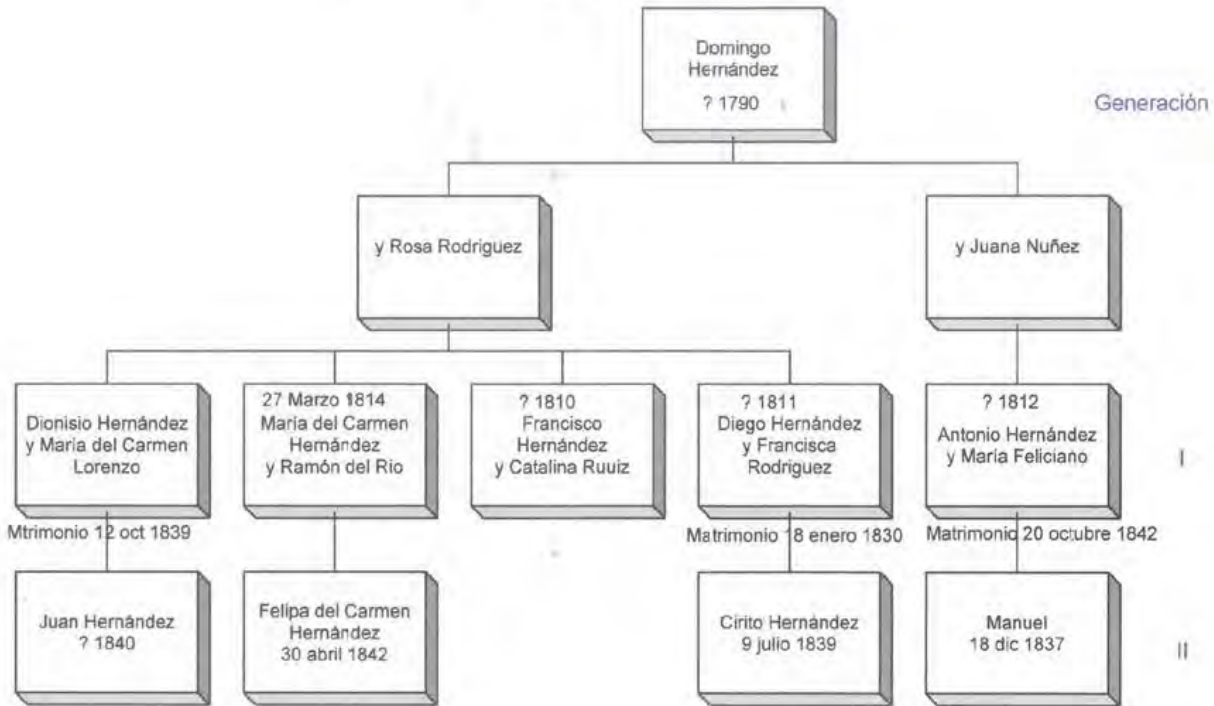 Domingo
Hernández
? 1790
Generación
y Rosa Rodriguez
y Juana Nuñez
Dionisio Hernández
y María del Carmen
Lorenzo
27 Marzo 1814
María del Carmen
Hernández
y Ramón del Rio
? 1810
Francisco
Hernández
y Catalina Ruuiz
? 1811
Diego Hernández
y Francisca
Rodriguez
? 1812
Antonio Hernández
y María Feliciano
I
Mtrimonio 12 oct 1839
Matrimonio 18 enero 1830
Matrimonio 20 octubre 1842
Juan Hernández
? 1840
Felipa del Carmen
Hernández
30 abril 1842
Cirito Hernández
9 julio 1839
Manuel
18 dic 1837
II